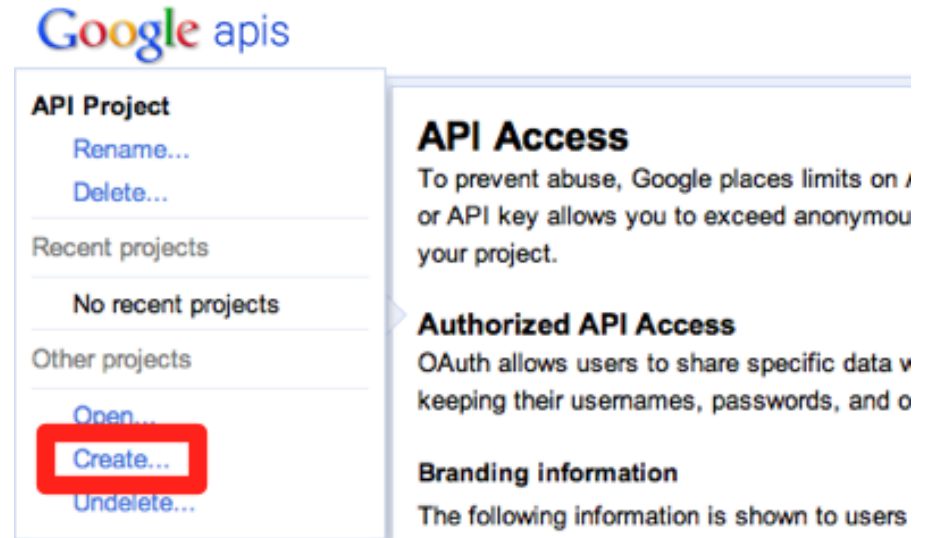 Google apis
API Project
Rename...
Delete...
Recent projects
No recent projects
Other projects
Open...
Create...
Undelete...
API Access
To prevent abuse, Google places limits on
or API key allows you to exceed anonymou
your project.
Authorized API Access
OAuth allows users to share specific data
keeping their usernames, passwords, and o
Branding information
The following information is shown to users